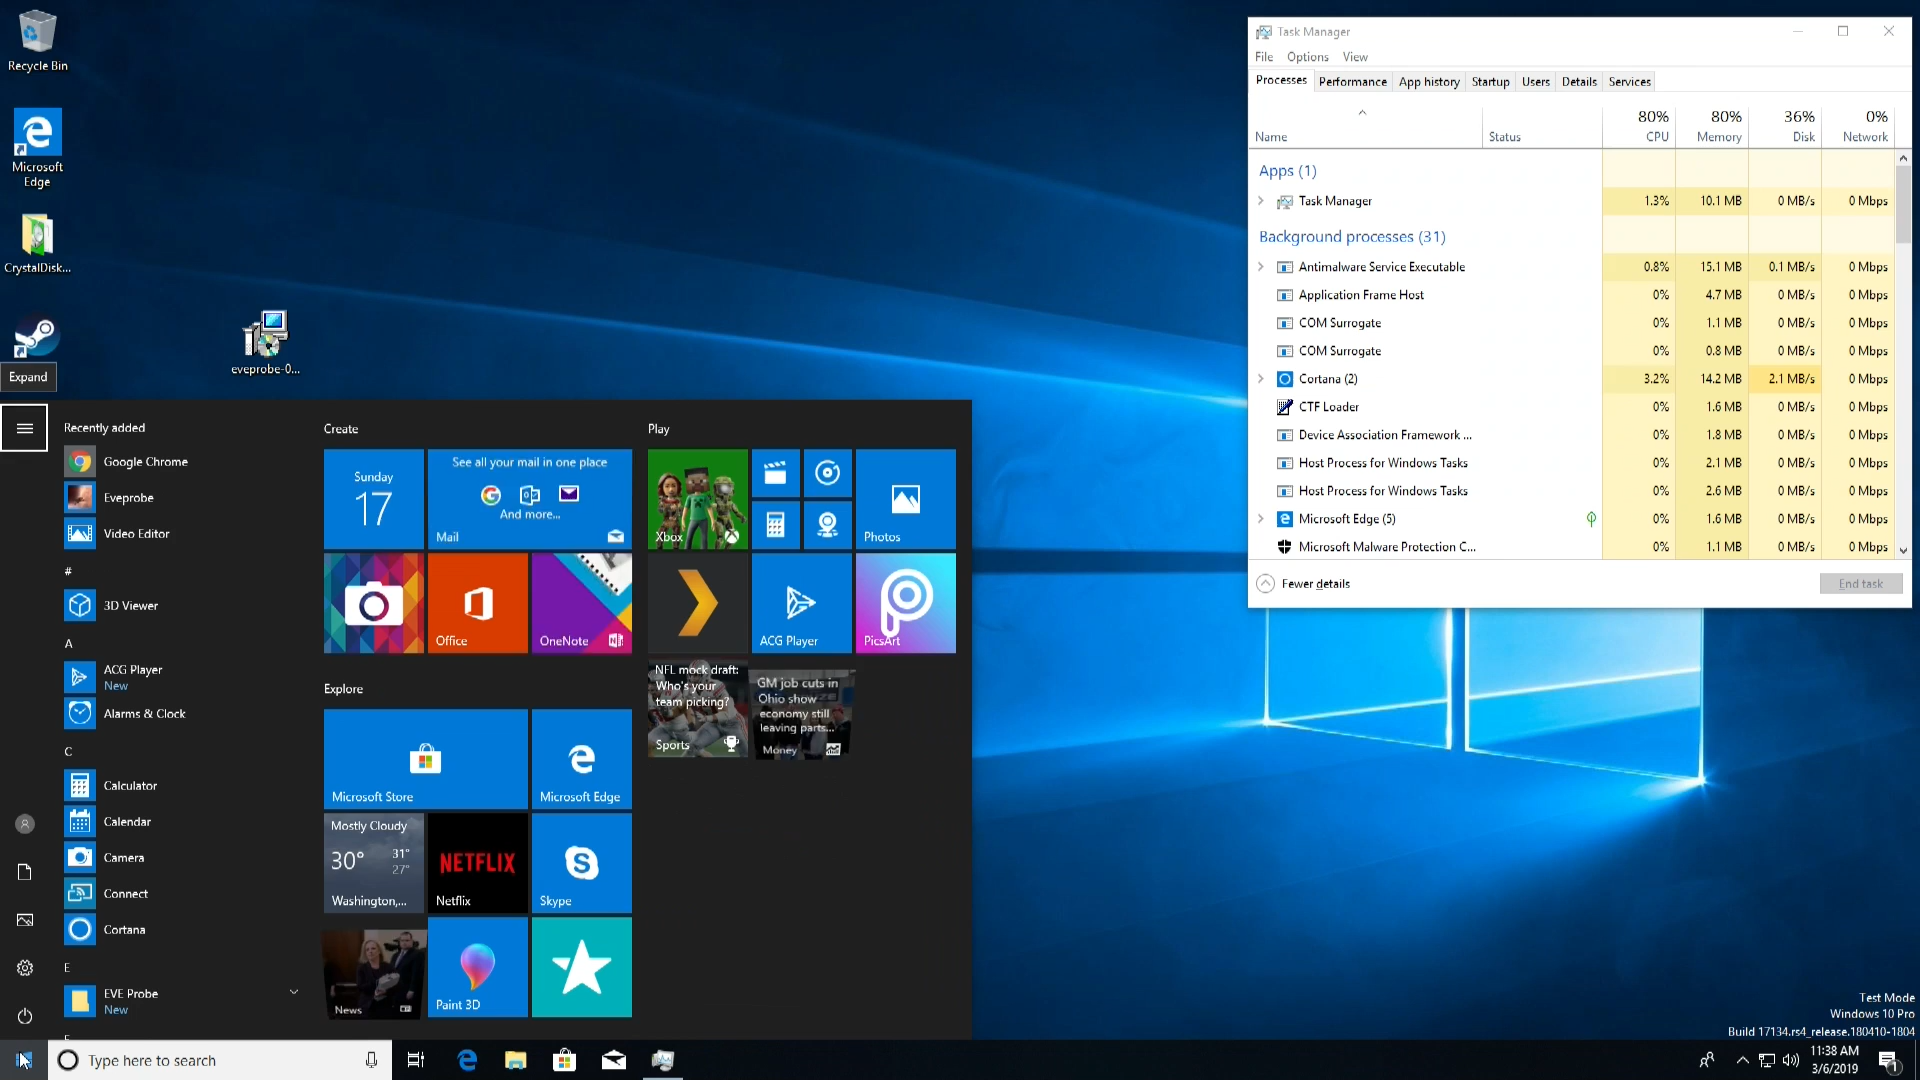 Recycle Bin
Microsoft
Edge
CrystalDisk...
Expand
eveprobe-0...
Recently added
Google Chrome
Eveprobe
Video Editor
#
3D Viewer
A
ACG Player
New
Alarms & Clock
C
Calculator
Calendar
Camera
Connect
Cortana
E
EVE Probe
New
Create
Sunday
17
See all your mail in one place
And more...
Mail
Office
OneNote
Explore
Microsoft Store
Microsoft Edge
Mostly Cloudy
30°
31°
27°
Washington,...
NETFLIX
Netflix
Skype
News
Paint 3D
Play
Xbox
Photos
ACG Player
PicsArt
NFL mock draft:
Who's your
team picking?
Sports
GM job cuts in
Ohio show
economy still
leaving parts...
Money
Type here to search
Task Manager
File Options View
Processes Performance App history Startup Users Details Services
80% 80% 36% 0%
Name Status CPU Memory Disk Network
Apps (1)
Task Manager 1.3% 10.1 MB 0 MB/s 0 Mbps
Background processes (31)
Antimalware Service Executable 0.8% 15.1 MB 0.1 MB/s 0 Mbps
Application Frame Host 0% 4.7 MB 0 MB/s 0 Mbps
COM Surrogate 0% 1.1 MB 0 MB/s 0 Mbps
COM Surrogate 0% 0.8 MB 0 MB/s 0 Mbps
Cortana (2) 3.2% 14.2 MB 2.1 MB/s 0 Mbps
CTF Loader 0% 1.6 MB 0 MB/s 0 Mbps
Device Association Framework ... 0% 1.8 MB 0 MB/s 0 Mbps
Host Process for Windows Tasks 0% 2.1 MB 0 MB/s 0 Mbps
Host Process for Windows Tasks 0% 2.6 MB 0 MB/s 0 Mbps
Microsoft Edge (5) 0% 1.6 MB 0 MB/s 0 Mbps
Microsoft Malware Protection C... 0% 1.1 MB 0 MB/s 0 Mbps
Fewer details
End task
Test Mode
Windows 10 Pro
Build 17134.rs4_release.180410-1804
11:38 AM
3/6/2019
1